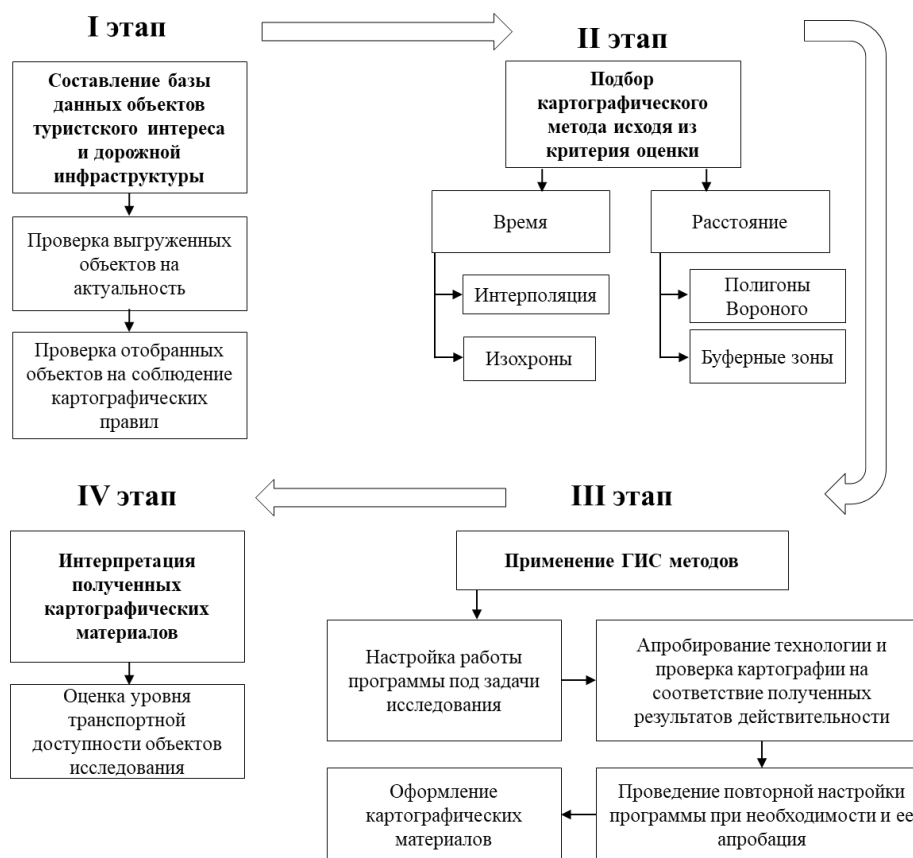 I этап
Составление базы
данных объектов
туристского интереса
и дорожной
инфраструктуры
Проверка выгруженных
объектов на
актуальность
Проверка отобранных
объектов на соблюдение
картографических
правил
II этап
Подбор
картографического
метода исходя из
критерия оценки
Время
Интерполяция
Изохроны
Расстояние
Полигоны
Вороного
Буферные зоны
III этап
Применение ГИС методов
Настройка работы
программы под задачи
исследования
Апробирование технологии и
проверка картографии на
соответствие полученных
результатов действительности
Проведение повторной настройки
программы при необходимости и ее
апробация
Оформление
картографических
материалов
IV этап
Интерпретация
полученных
картографических
материалов
Оценка уровня
транспортной
доступности объектов
исследования